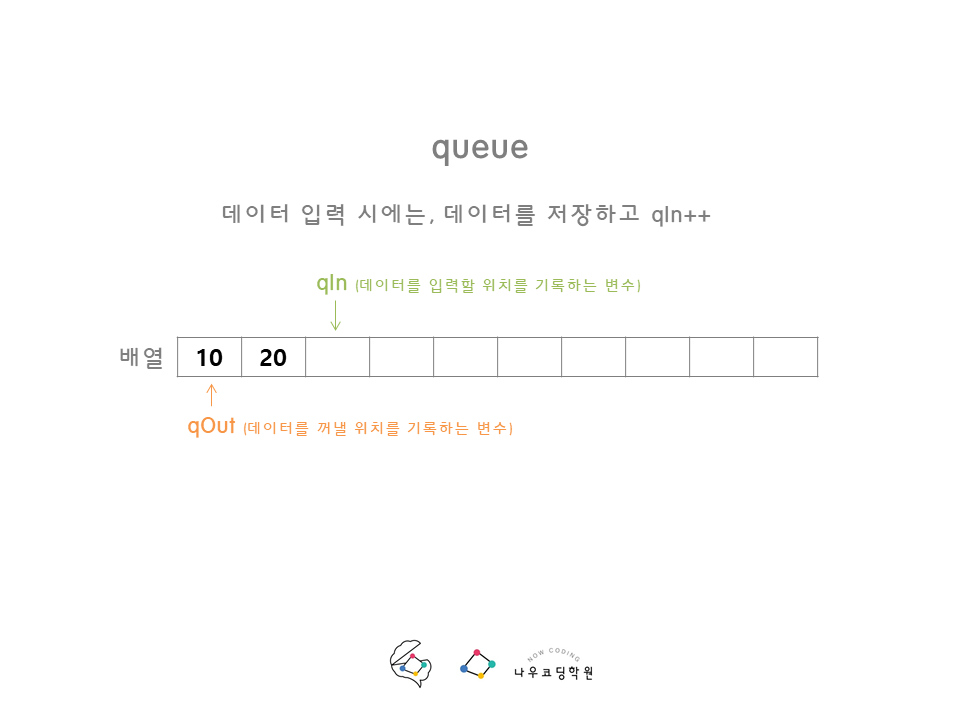 queue
데이터 입력 시에는, 데이터를 저장하고 qIn++
qIn (데이터를 입력할 위치를 기록하는 변수)
배열 10 20
qOut (데이터를 꺼낼 위치를 기록하는 변수)
NOW CODING
나우코딩학원